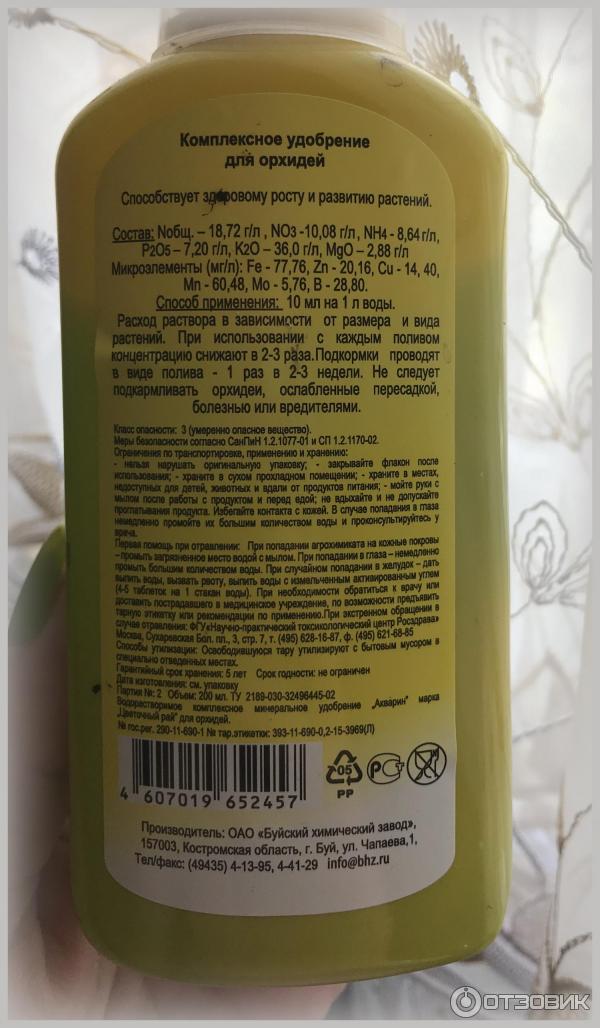 Комплексное удобрение
для орхидей
Способствует здоровому росту и развитию растений.
Состав: Nобщ. – 18,72 г/л , NO3 -10,08 г/л, NH4 - 8,64 г/л,
P2O5 – 7,20 г/л, K2O – 36,0 г/л, MgO – 2,88 г/л
Микроэлементы (мг/л): Fe - 77,76, Zn - 20,16, Cu - 14, 40,
Mn - 60,48, Mo - 5,76, B - 28,80.
Способ применения: 10 мл на 1 л воды.
Расход раствора в зависимости от размера и вида
растений. При использовании с каждым поливом
концентрацию снижают в 2-3 раза.Подкормки проводят
в виде полива - 1 раз в 2-3 недели. Не следует
подкармливать орхидеи, ослабленные пересадкой,
болезнью или вредителями.
Класс опасности: 3 (умеренно опасное вещество).
Меры безопасности согласно СанПиН 1.2.1077-01 и СП 1.2.1170-02.
Ограничения по транспортировке, применению и хранению:
- нельзя нарушать оригинальную упаковку; - закрывайте флакон после
использования; - храните в сухом прохладном помещении; - храните в местах,
недоступных для детей, животных и вдали от продуктов питания; - мойте руки с
мылом после работы с продуктом и перед едой; не вдыхайте и не допускайте
проглатывания продукта. Избегайте контакта с кожей. В случае попадания в глаза
немедленно промойте их большим количеством воды и проконсультируйтесь у
врача.
Первая помощь при отравлении: При попадании агрохимиката на кожные покровы
– промыть загрязненное место водой с мылом. При попадании в глаза – немедленно
промыть большим количеством воды. При случайном попадании в желудок – дать
выпить воды, вызвать рвоту, выпить воды с измельченным активированным углем
(4-5 таблеток на 1 стакан воды). При необходимости обратиться к врачу или
доставить пострадавшего в медицинское учреждение, по возможности предъявить
тарную этикетку или рекомендации по применению.При экстренном обращении в
случае отравления: ФГУ«Научно-практический токсикологический центр Росздрава»
Москва, Сухаревская Бол. пл., 3, стр. 7, т. (495) 628-16-87, ф. (495) 621-68-85
Способы утилизации: Освободившуюся тару утилизируют с бытовым мусором в
специально отведенных местах.
Гарантийный срок хранения: 5 лет Срок годности: не ограничен
Дата изготовления: см. упаковку
Партия №: 2 Объем: 200 мл. ТУ 2189-030-32496445-02
Водорастворимое комплексное минеральное удобрение „Акварин” марка
„Цветочный рай” для орхидей.
№ гос.рег. 290-11-690-1 № тар.этикетки: 393-11-690-0,2-15-3969(Л)
4 607019 652457
05
PP
Производитель: ОАО «Буйский химический завод»,
157003, Костромская область, г. Буй, ул. Чапаева,1,
Тел/факс: (49435) 4-13-95, 4-41-29 info@bhz.ru
ОТЗОВИК